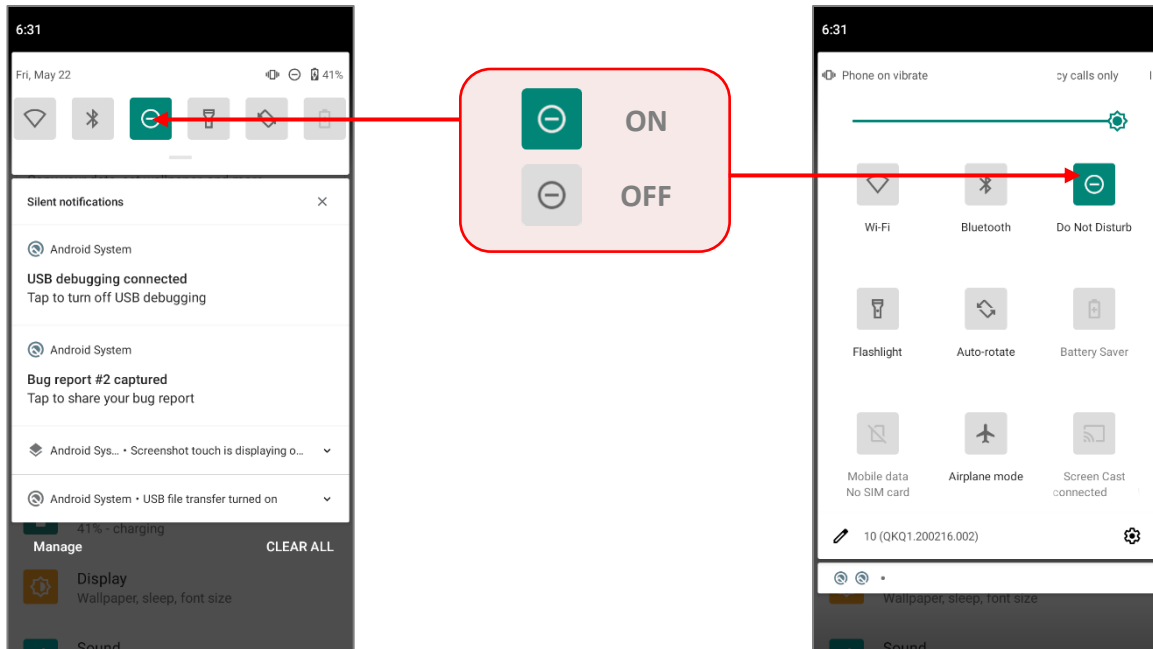 6:31
Fri, May 22
41%
Silent notifications
Android System
USB debugging connected
Tap to turn off USB debugging
Android System
Bug report #2 captured
Tap to share your bug report
Android Sys... • Screenshot touch is displaying o...
Android System • USB file transfer turned on
41% - charging
Manage
CLEAR ALL
Display
Wallpaper, sleep, font size
Sound
ON
OFF
6:31
Phone on vibrate
cy calls only
Wi-Fi
Bluetooth
Do Not Disturb
Flashlight
Auto-rotate
Battery Saver
Mobile data
No SIM card
Airplane mode
Screen Cast
connected
10 (QKQ1.200216.002)
Wallpaper, sleep, font size
Sound